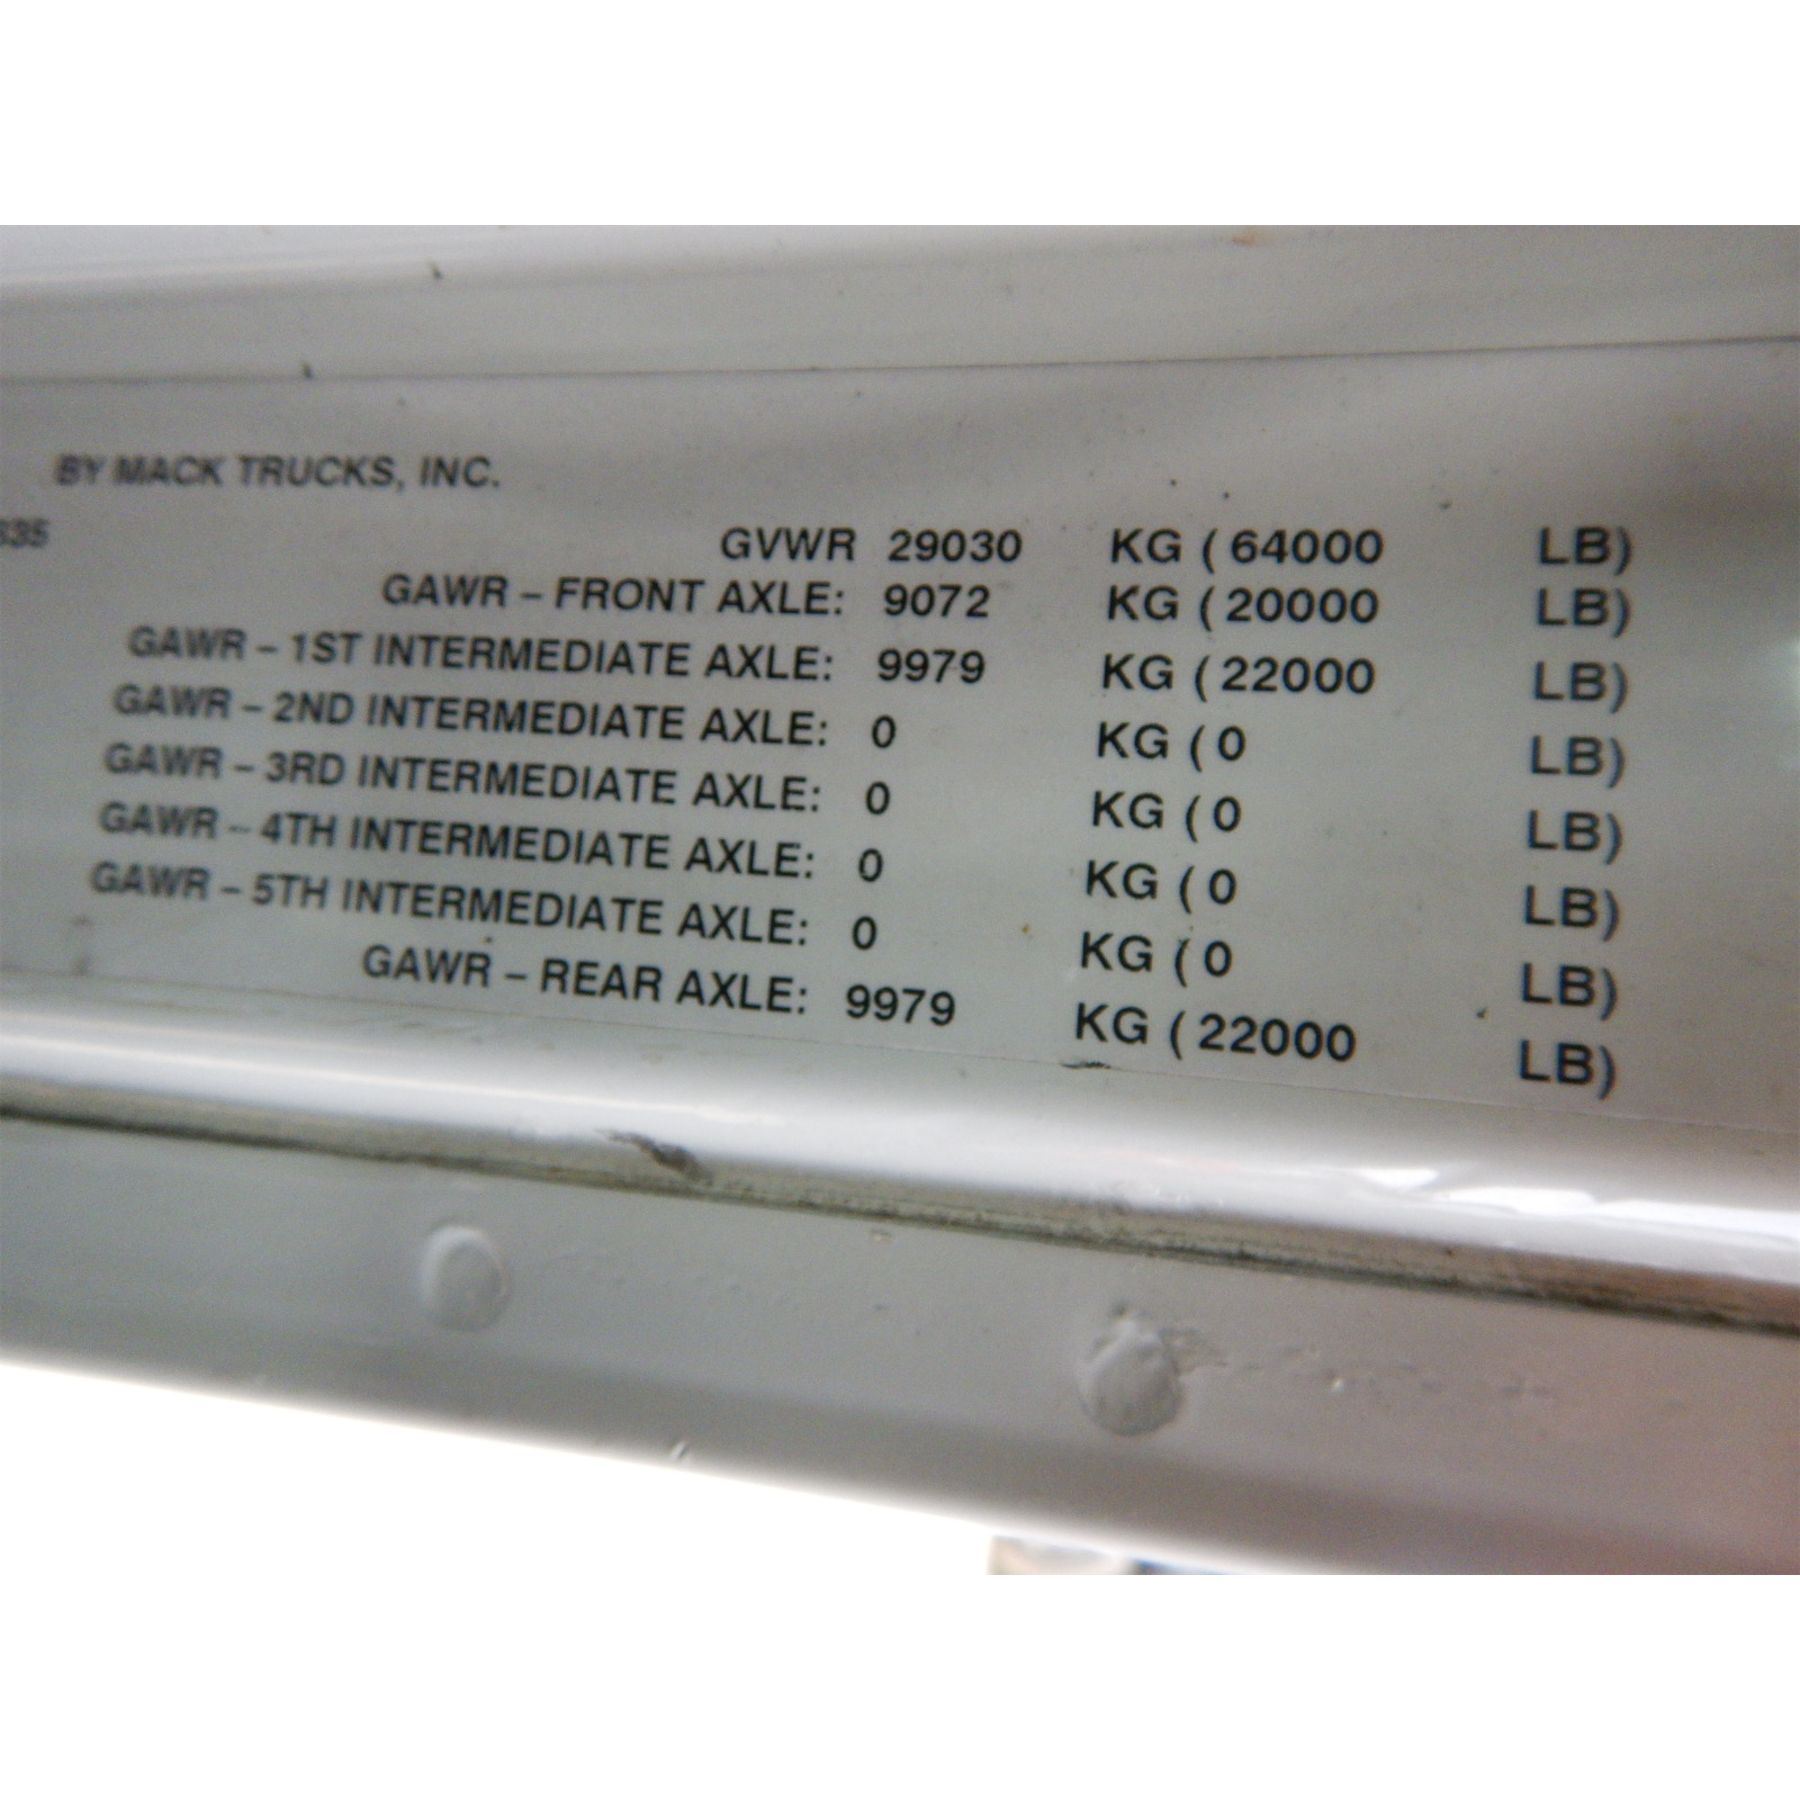 BY MACK TRUCKS, INC.
335
GVWR 29030 KG (64000 LB)
GAWR – FRONT AXLE: 9072 KG (20000 LB)
GAWR – 1ST INTERMEDIATE AXLE: 9979 KG (22000 LB)
GAWR – 2ND INTERMEDIATE AXLE: 0 KG (0 LB)
GAWR – 3RD INTERMEDIATE AXLE: 0 KG (0 LB)
GAWR – 4TH INTERMEDIATE AXLE: 0 KG (0 LB)
GAWR – 5TH INTERMEDIATE AXLE: 0 KG (0 LB)
GAWR – REAR AXLE: 9979 KG (22000 LB)